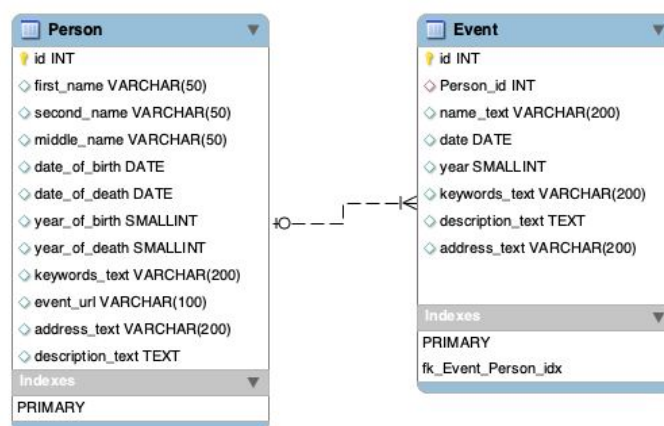 Person
id INT
first_name VARCHAR(50)
second_name VARCHAR(50)
middle_name VARCHAR(50)
date_of_birth DATE
date_of_death DATE
year_of_birth SMALLINT
year_of_death SMALLINT
keywords_text VARCHAR(200)
event_url VARCHAR(100)
address_text VARCHAR(200)
description_text TEXT
Indexes
PRIMARY
Event
id INT
Person_id INT
name_text VARCHAR(200)
date DATE
year SMALLINT
keywords_text VARCHAR(200)
description_text TEXT
address_text VARCHAR(200)
Indexes
PRIMARY
fk_Event_Person_idx